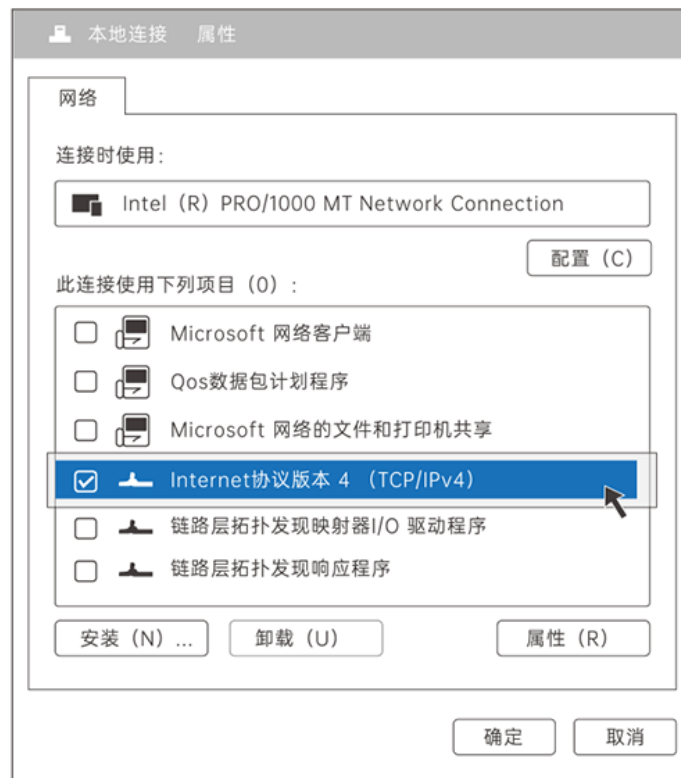 本地连接 属性
网络
连接时使用：
Intel（R）PRO/1000 MT Network Connection
配置（C）
此连接使用下列项目（0）：
Microsoft 网络客户端
Qos数据包计划程序
Microsoft 网络的文件和打印机共享
Internet协议版本 4 （TCP/IPv4）
链路层拓扑发现映射器I/O 驱动程序
链路层拓扑发现响应程序
安装（N）... 卸载（U） 属性（R）
确定 取消